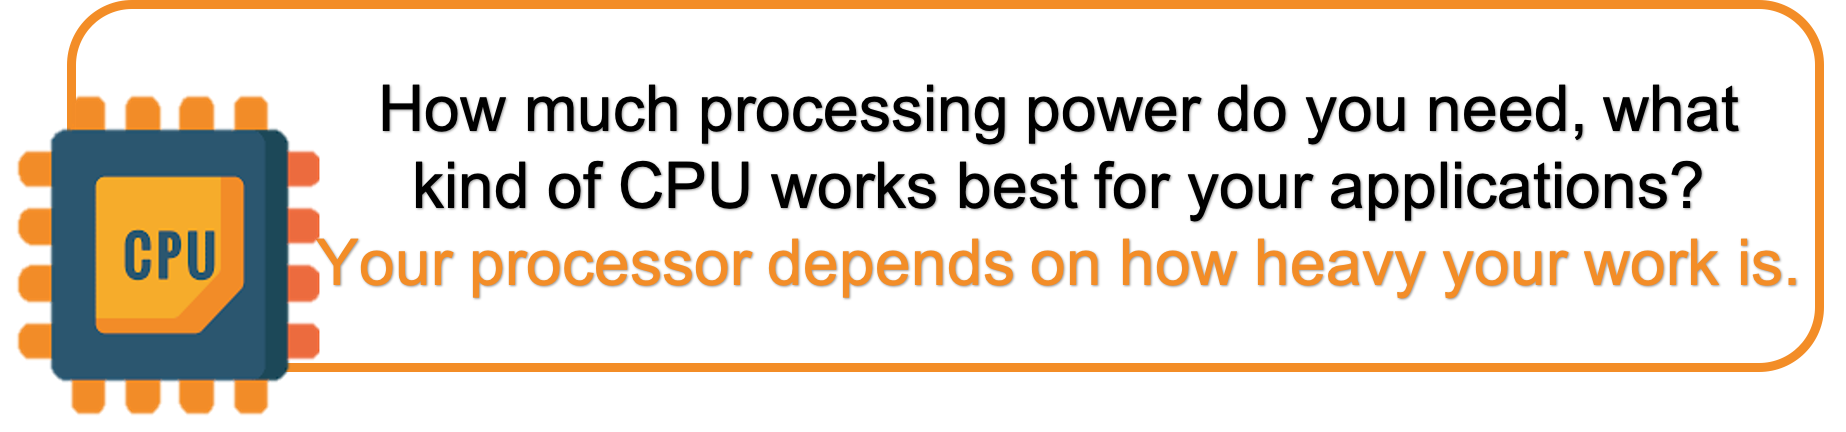 How much processing power do you need, what
kind of CPU works best for your applications?
CPU
Your processor depends on how heavy your work is.